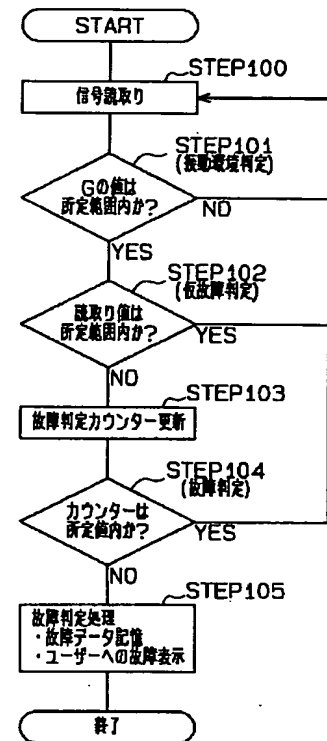 START
STEP100
信号読取り
STEP101
(振動環境判定)
Gの値は
所定範囲内か?
NO
YES
STEP102
(仮故障判定)
読取り値は
所定範囲内か?
YES
NO
STEP103
故障判定カウンター更新
STEP104
(故障判定)
カウンターは
所定値内か?
YES
NO
STEP105
故障判定処理
・故障データ記憶
・ユーザーへの故障表示
終了